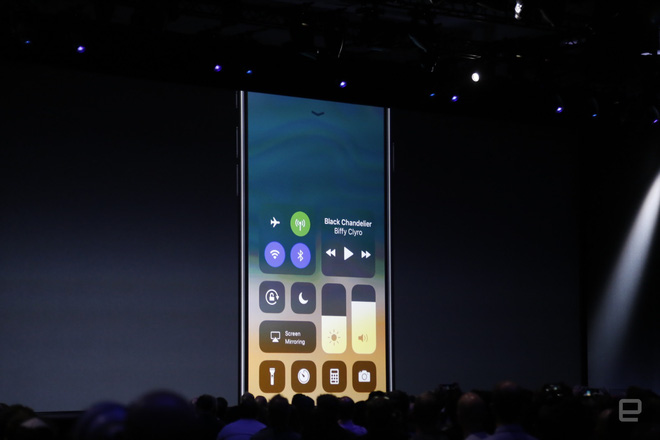 Black Chandelier
Biffy Clyro
Screen
Mirroring
e